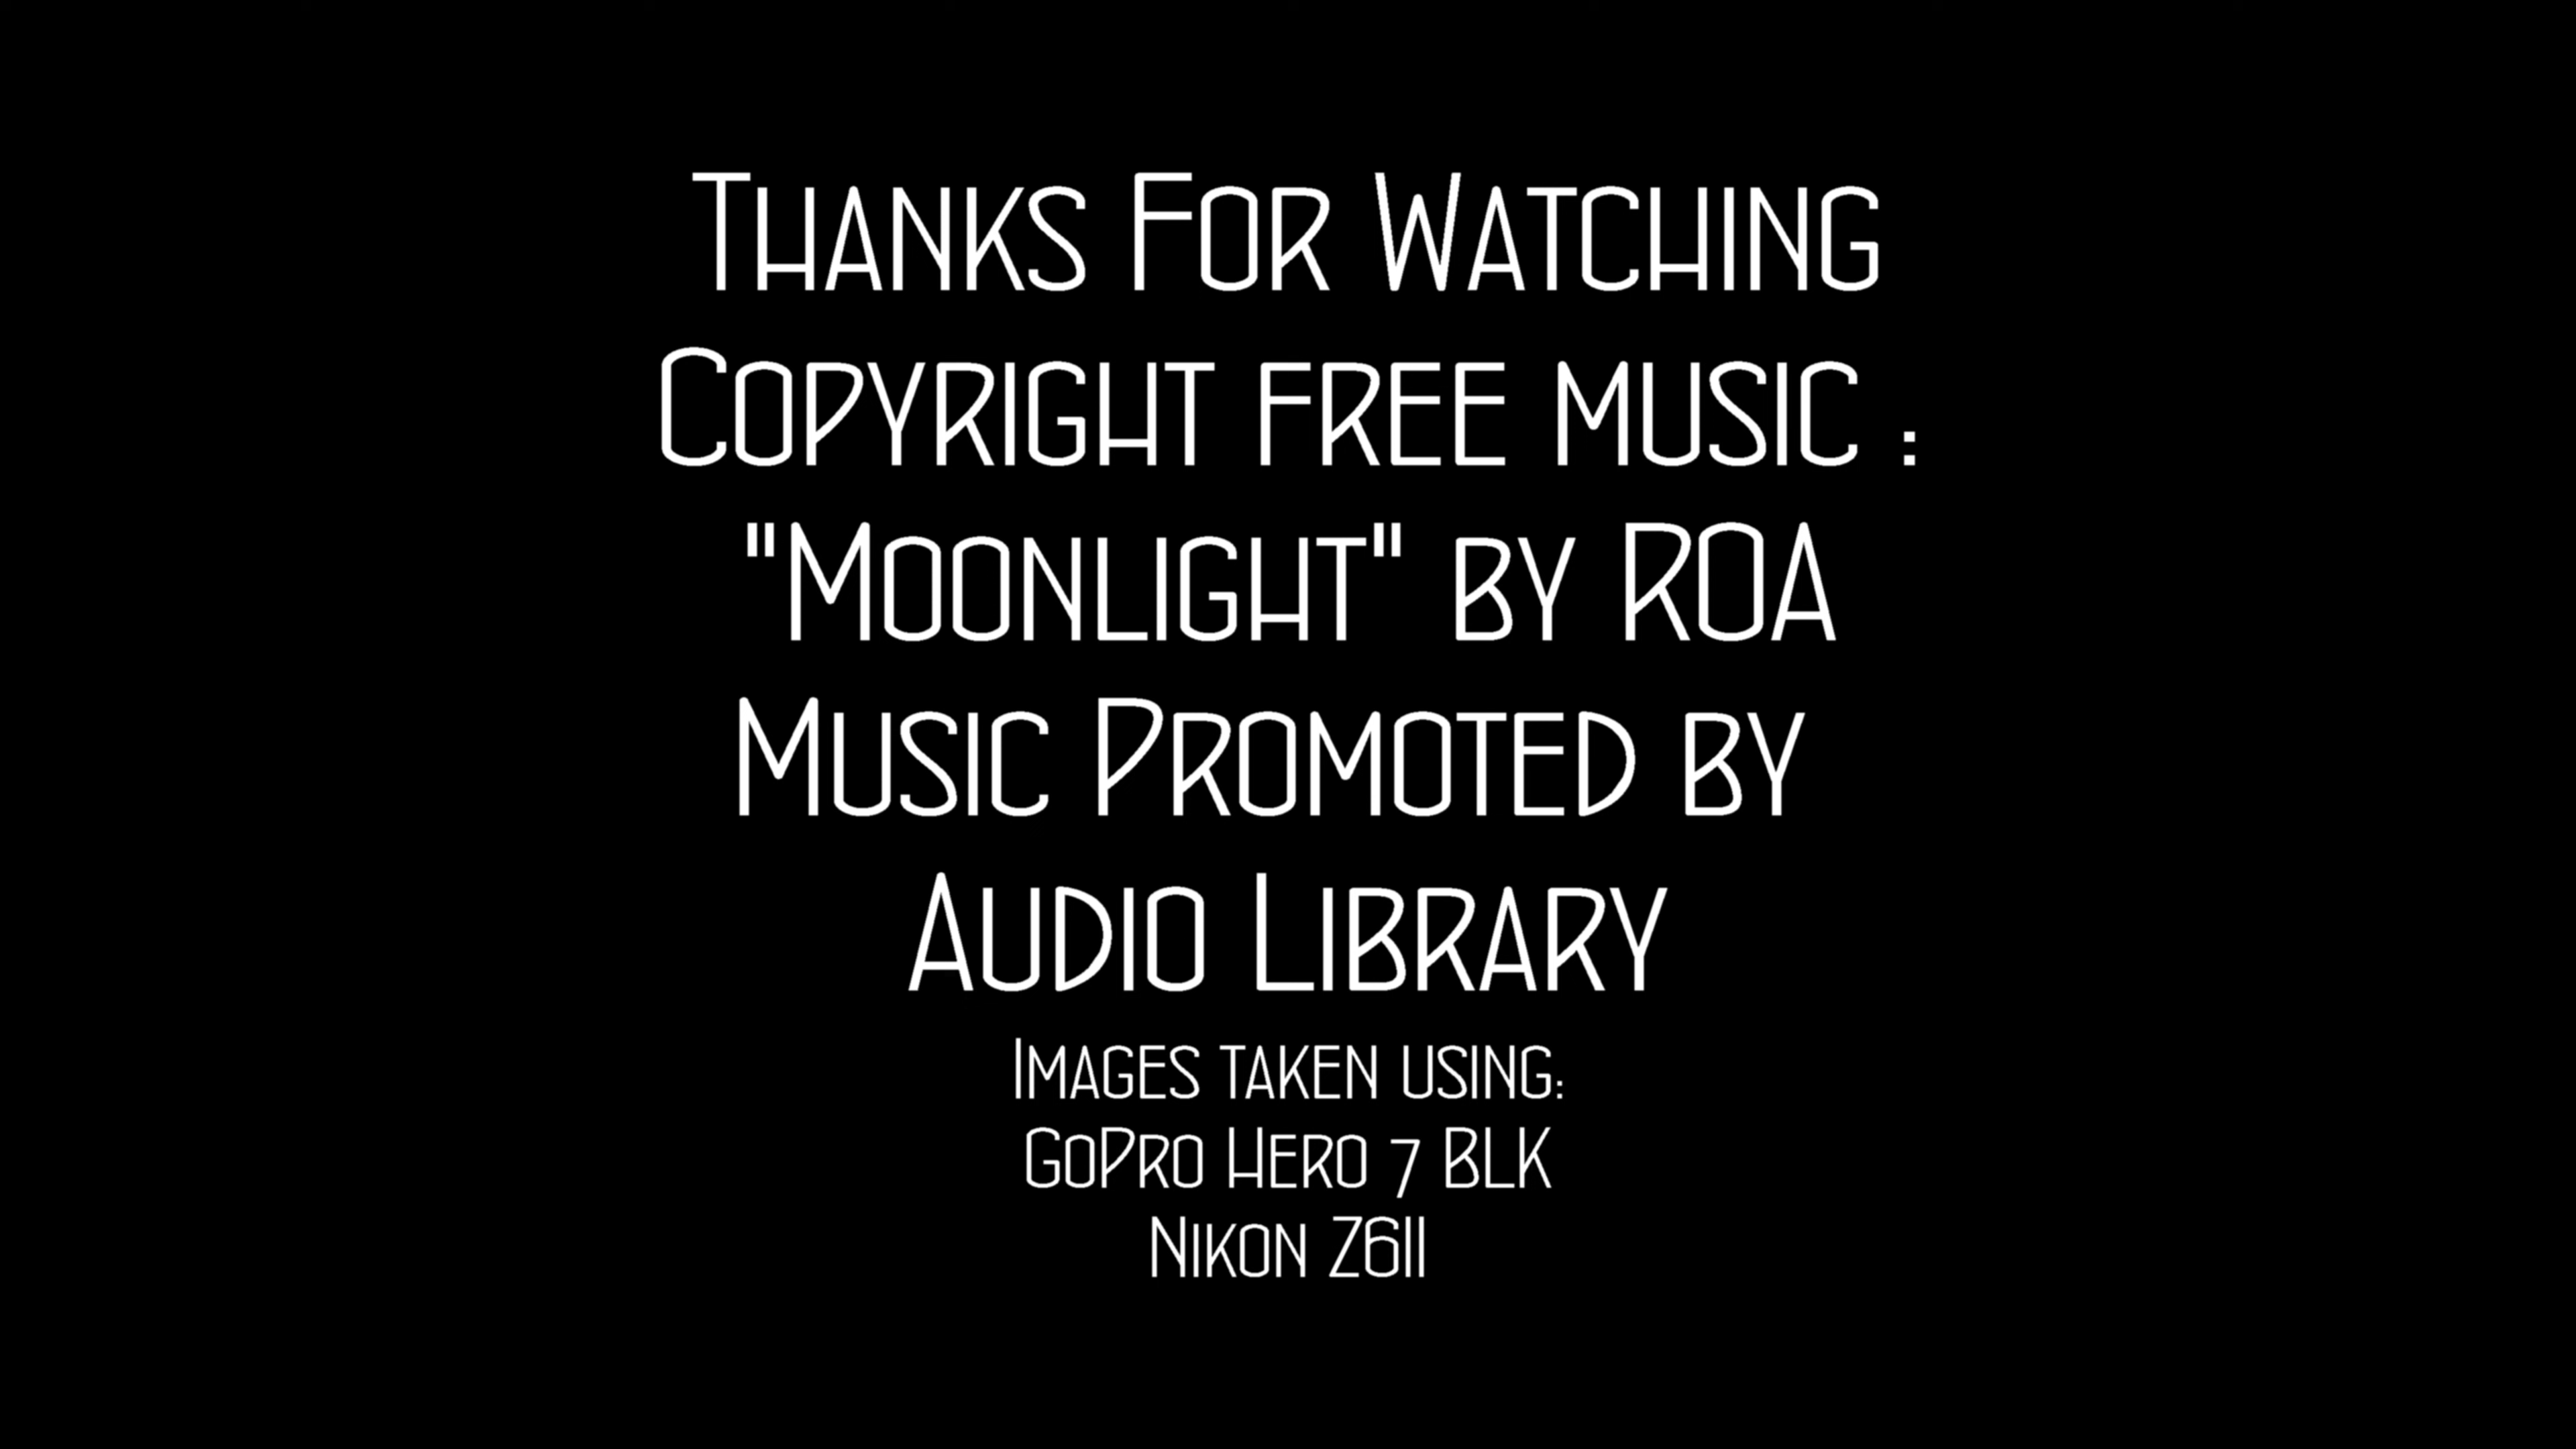 Thanks For Watching
Copyright free music :
"Moonlight" by ROA
Music Promoted by
Audio Library
Images taken using:
GoPro Hero 7 BLK
Nikon Z6II